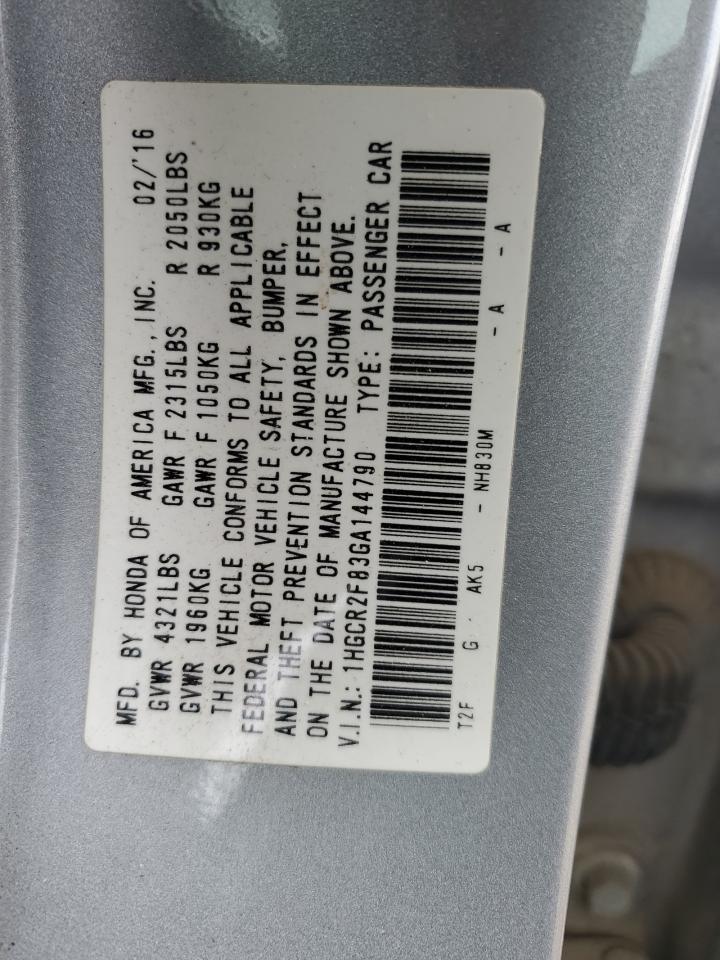 MFD. BY HONDA OF AMERICA MFG., INC. 02/'16
GVWR 4321LBS GAWR F 2315LBS R 2050LBS
GVWR 1960KG GAWR F 1050KG R 930KG
THIS VEHICLE CONFORMS TO ALL APPLICABLE
FEDERAL MOTOR VEHICLE SAFETY, BUMPER,
AND THEFT PREVENTION STANDARDS IN EFFECT
ON THE DATE OF MANUFACTURE SHOWN ABOVE.
V.I.N.: 1HGCR2F83GA144790 TYPE: PASSENGER CAR
T2F G AK5 - NH830M - A - A